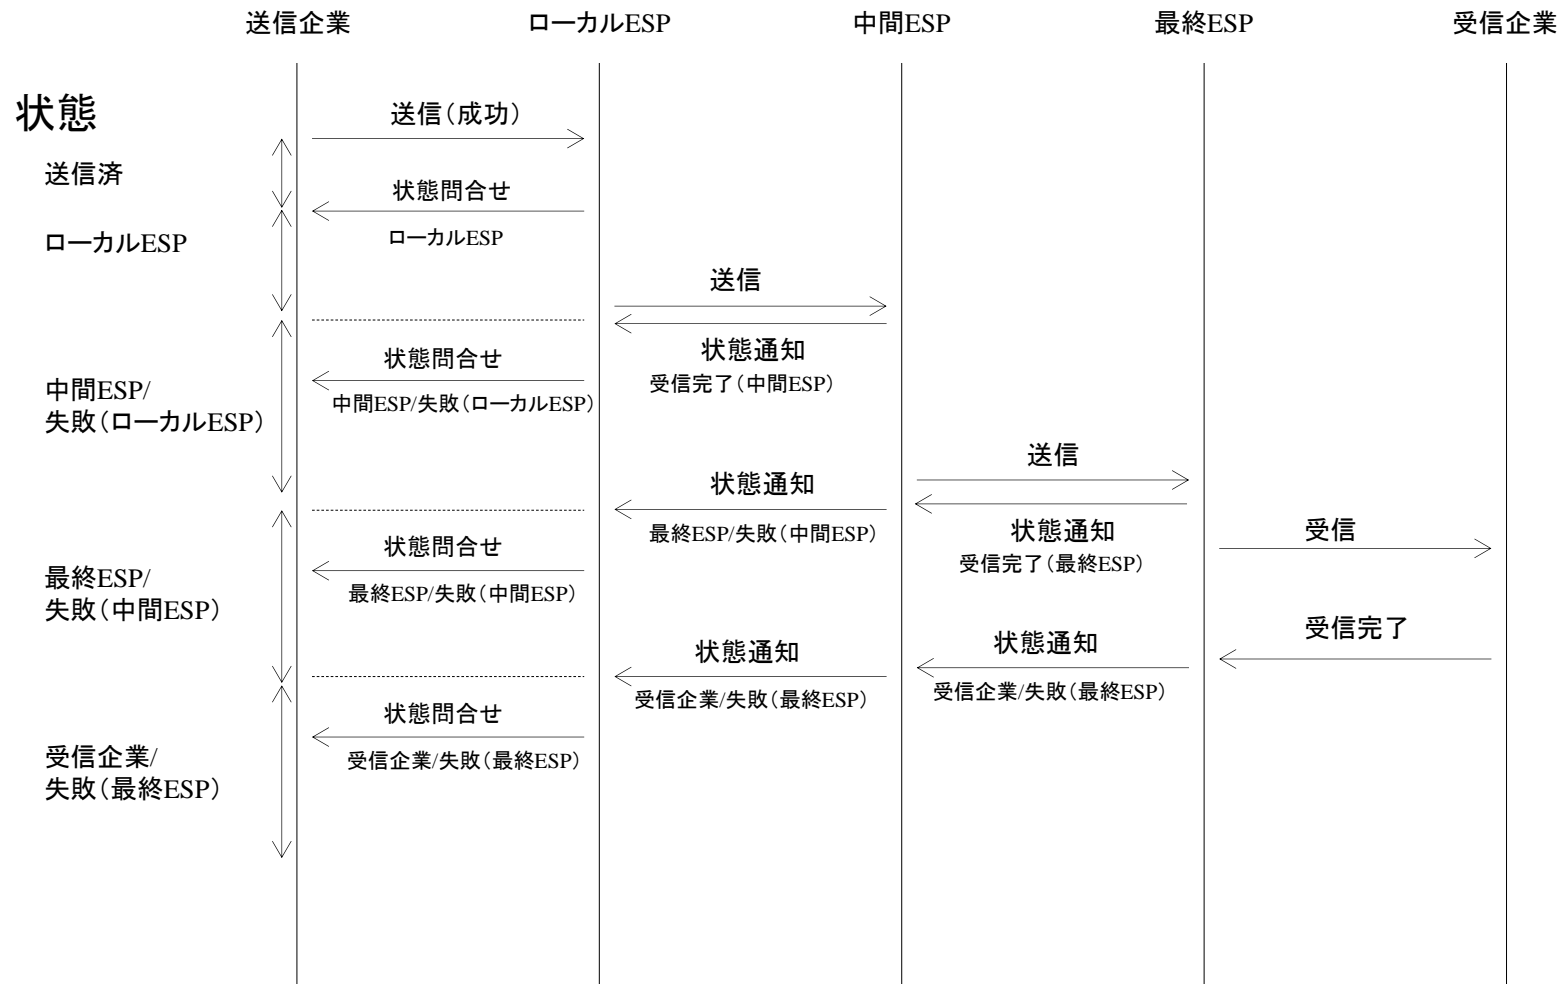 送信企業
ローカルESP
中間ESP
最終ESP
受信企業
状態
送信（成功）
送信済
状態問合せ
ローカルESP
ローカルESP
送信
状態通知
受信完了（中間ESP）
状態問合せ
中間ESP/失敗（ローカルESP）
中間ESP/
失敗（ローカルESP）
送信
状態通知
最終ESP/失敗（中間ESP）
状態通知
受信完了（最終ESP）
受信
状態問合せ
最終ESP/失敗（中間ESP）
最終ESP/
失敗（中間ESP）
受信完了
状態通知
受信企業/失敗（最終ESP）
状態通知
受信企業/失敗（最終ESP）
状態問合せ
受信企業/失敗（最終ESP）
受信企業/
失敗（最終ESP）